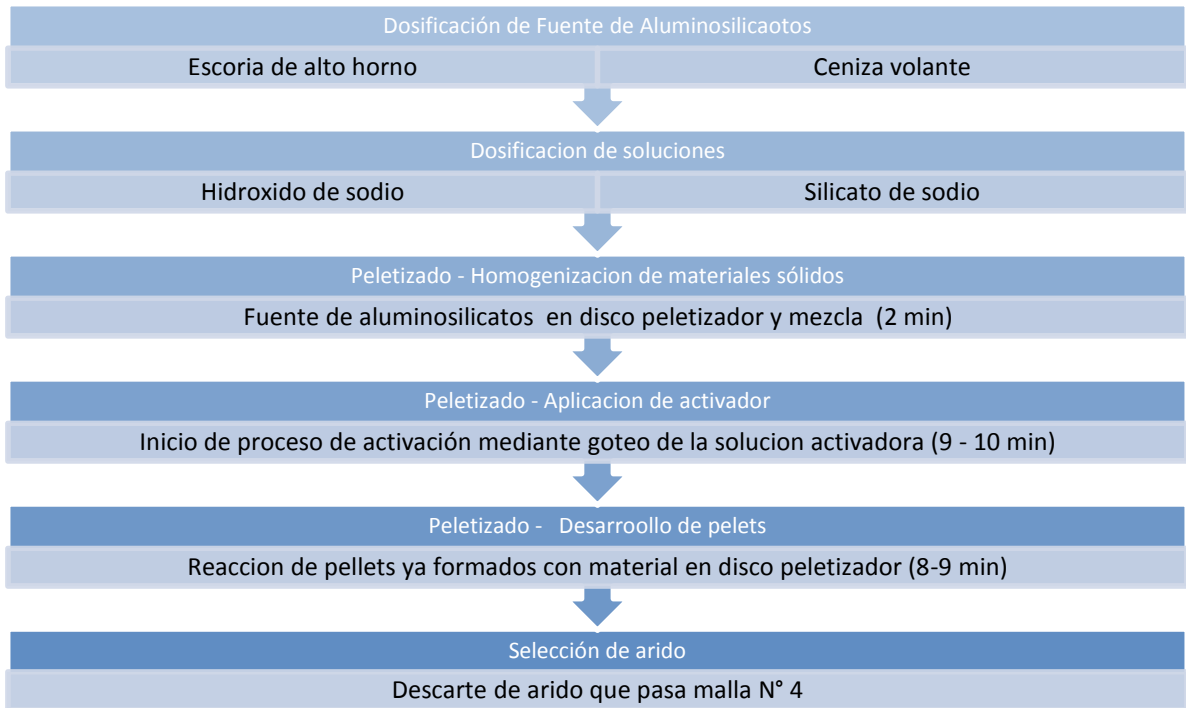 Dosificación de Fuente de Aluminosilicaotos
Escoria de alto horno
Ceniza volante
Dosificacion de soluciones
Hidroxido de sodio
Silicato de sodio
Peletizado - Homogenizacion de materiales sólidos
Fuente de aluminosilicatos en disco peletizador y mezcla (2 min)
Peletizado - Aplicacion de activador
Inicio de proceso de activación mediante goteo de la solucion activadora (9 - 10 min)
Peletizado - Desarroollo de pelets
Reaccion de pellets ya formados con material en disco peletizador (8-9 min)
Selección de arido
Descarte de arido que pasa malla N° 4